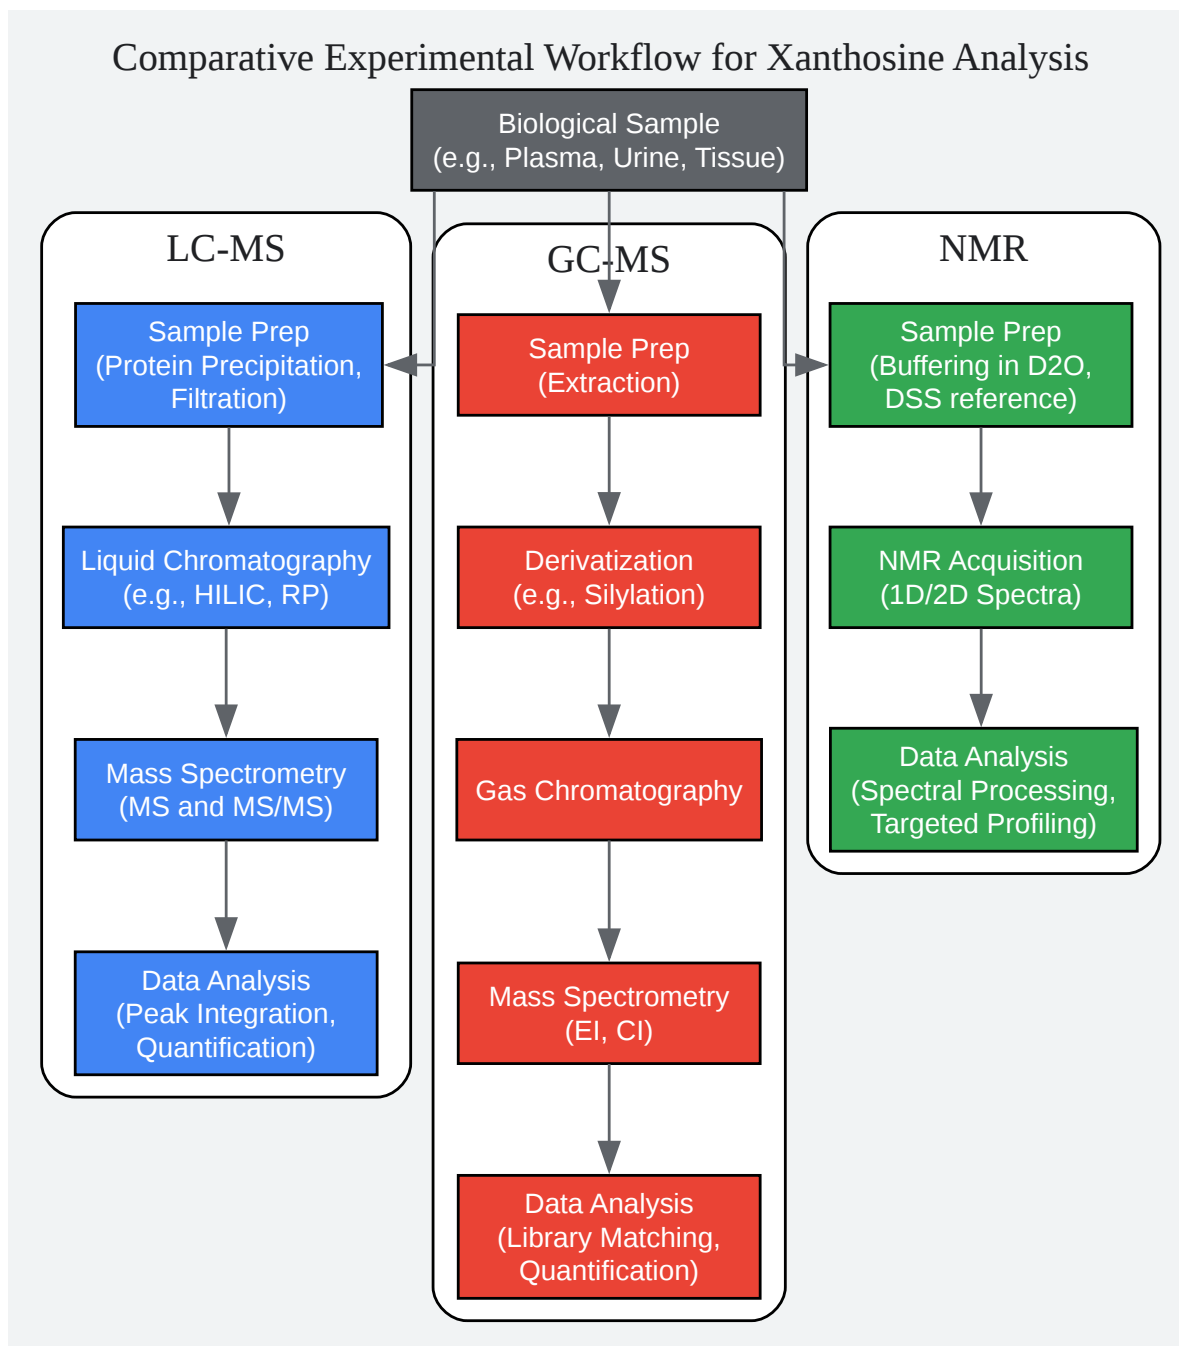 Comparative Experimental Workflow for Xanthosine Analysis
Biological Sample
(e.g., Plasma, Urine, Tissue)
LC-MS
Sample Prep
(Protein Precipitation,
Filtration)
Liquid Chromatography
(e.g., HILIC, RP)
Mass Spectrometry
(MS and MS/MS)
Data Analysis
(Peak Integration,
Quantification)
GC-MS
Sample Prep
(Extraction)
Derivatization
(e.g., Silylation)
Gas Chromatography
Mass Spectrometry
(EI, CI)
Data Analysis
(Library Matching,
Quantification)
NMR
Sample Prep
(Buffering in D2O,
DSS reference)
NMR Acquisition
(1D/2D Spectra)
Data Analysis
(Spectral Processing,
Targeted Profiling)